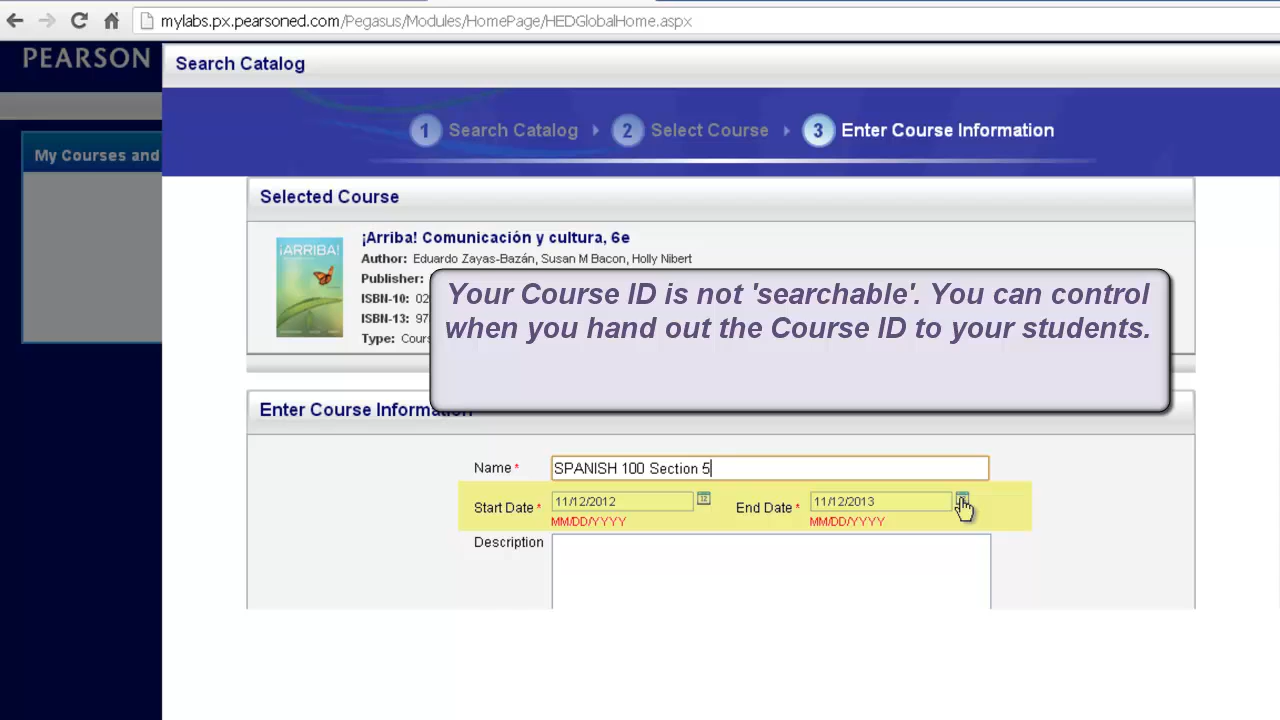 mylabs.px.pearsoned.com/Pegasus/Modules/HomePage/HEDGlobalHome.aspx
PEARSON
Search Catalog
1 Search Catalog 2 Select Course 3 Enter Course Information
My Courses and
Selected Course
¡ARRIBA!
¡Arriba! Comunicación y cultura, 6e
Author: Eduardo Zayas-Bazán, Susan M Bacon, Holly Nibert
Publisher:
ISBN-10: 02
ISBN-13: 97
Type: Cours
Your Course ID is not 'searchable'. You can control
when you hand out the Course ID to your students.
Enter Course Information
Name * SPANISH 100 Section 5
Start Date * 11/12/2012 End Date * 11/12/2013
MM/DD/YYYY MM/DD/YYYY
Description